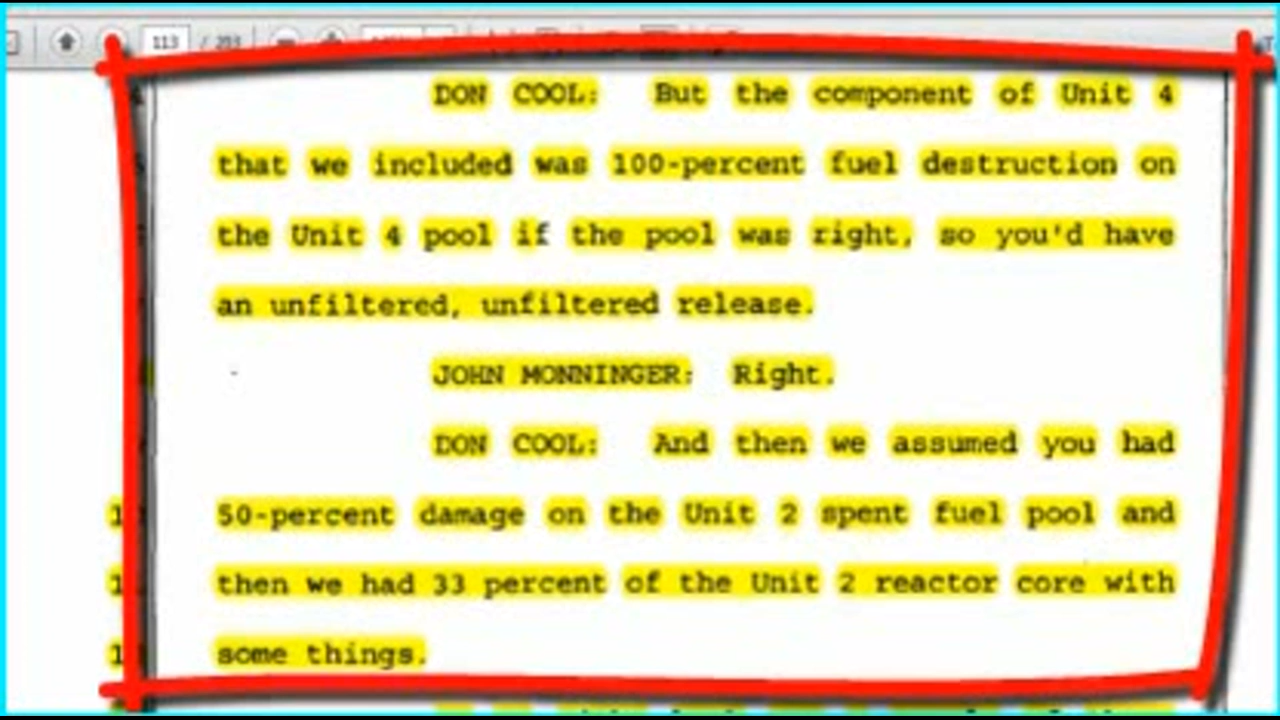 113 / 203
DON COOL: But the component of Unit 4
that we included was 100-percent fuel destruction on
the Unit 4 pool if the pool was right, so you'd have
an unfiltered, unfiltered release.
JOHN MONNINGER: Right.
DON COOL: And then we assumed you had
50-percent damage on the Unit 2 spent fuel pool and
then we had 33 percent of the Unit 2 reactor core with
some things.